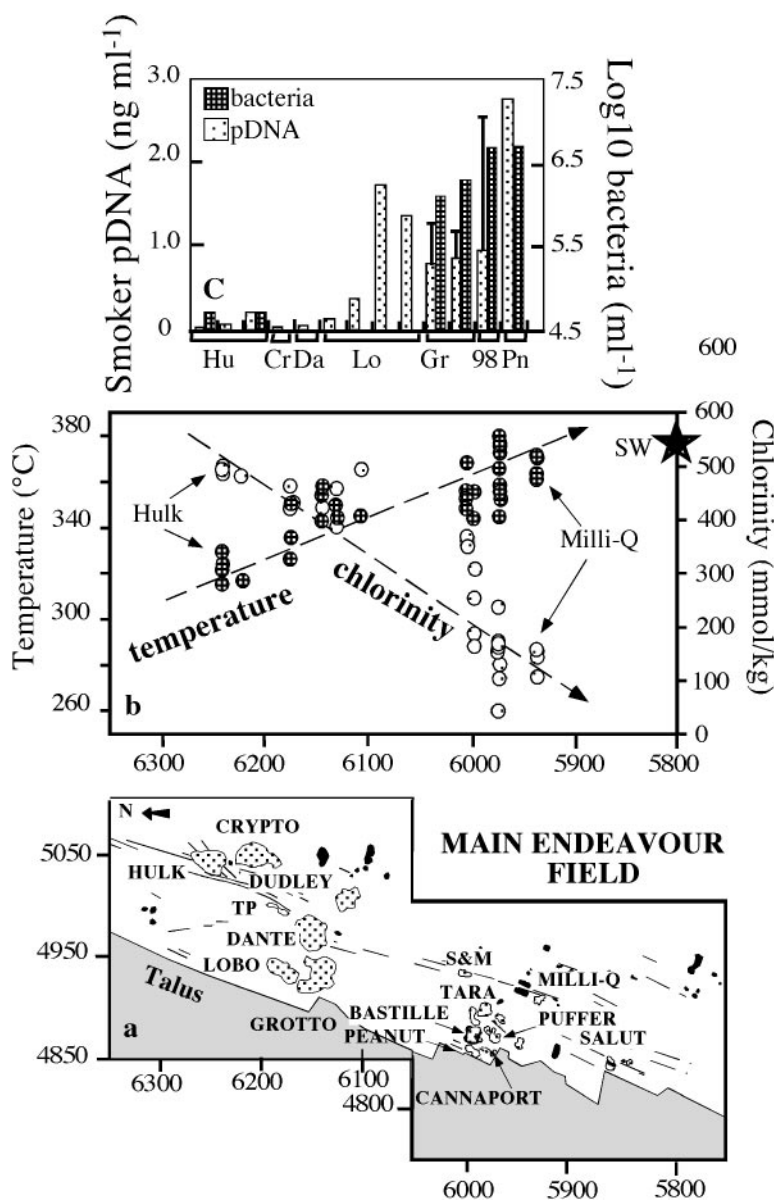 Smoker pDNA (ng ml-1)
Log10 bacteria (ml-1)
3.0
2.0
1.0
0
7.5
6.5
5.5
4.5
bacteria
pDNA
C
Hu Cr Da Lo Gr 98 Pn
600
Temperature (°C)
Chlorinity (mmol/kg)
380
340
300
260
600
500
400
300
200
100
0
SW
Hulk
Milli-Q
temperature
chlorinity
b
6300 6200 6100 6000 5900 5800
N
MAIN ENDEAVOUR
FIELD
5050
4950
4850
CRYPTO
HULK
DUDLEY
TP
DANTE
LOBO
GROTTO
Talus
a
S&M
MILLI-Q
TARA
BASTILLE
PUFFER
PEANUT
SALUT
CANNAPORT
6300 6200 6100
4800
6000 5900 5800